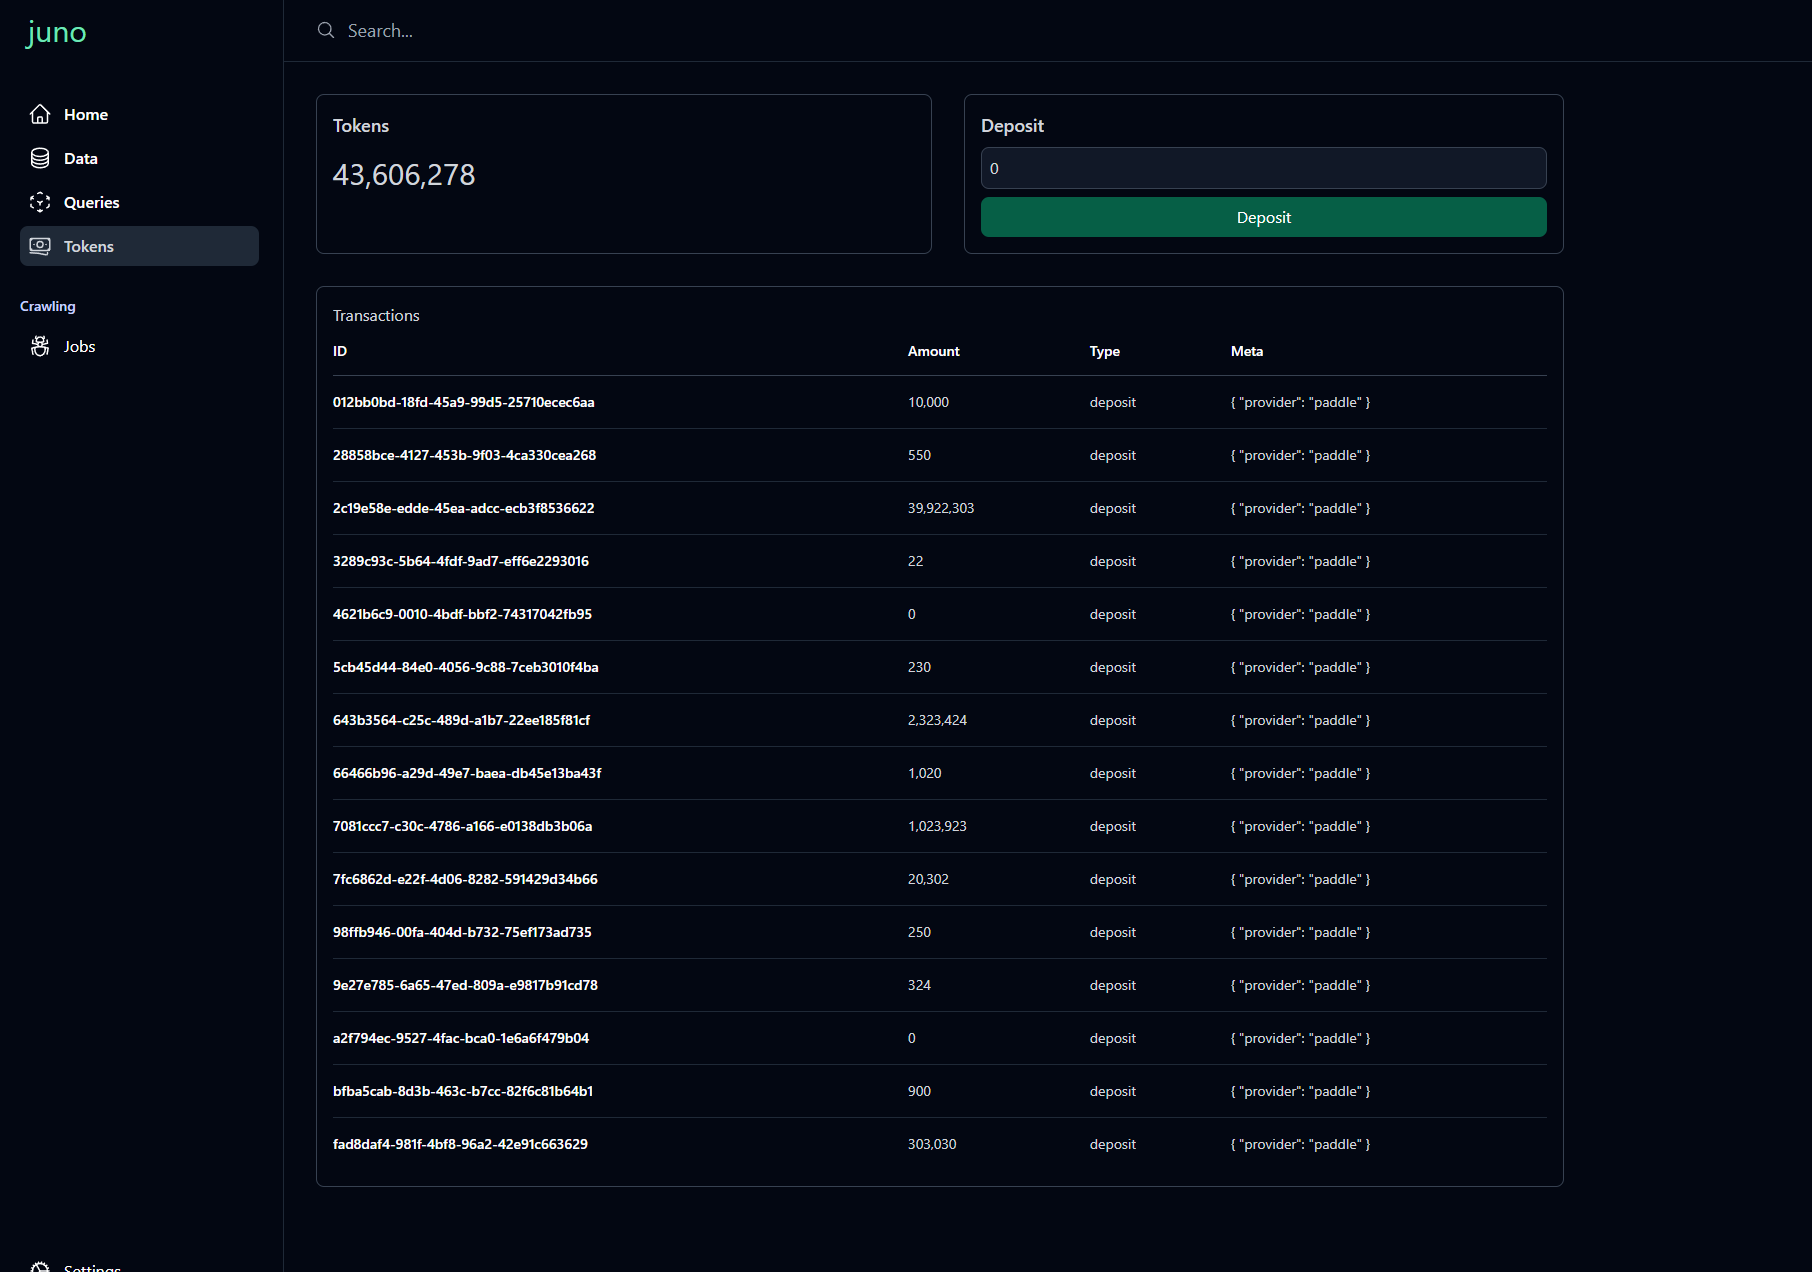 juno
Search...
Home
Data
Queries
Tokens
Crawling
Jobs
Settings
Tokens
43,606,278
Deposit
0
Deposit
Transactions
ID Amount Type Meta
012bb0bd-18fd-45a9-99d5-25710ecec6aa 10,000 deposit { "provider": "paddle" }
28858bce-4127-453b-9f03-4ca330cea268 550 deposit { "provider": "paddle" }
2c19e58e-edde-45ea-adcc-ecb3f8536622 39,922,303 deposit { "provider": "paddle" }
3289c93c-5b64-4fdf-9ad7-eff6e2293016 22 deposit { "provider": "paddle" }
4621b6c9-0010-4bdf-bbf2-74317042fb95 0 deposit { "provider": "paddle" }
5cb45d44-84e0-4056-9c88-7ceb3010f4ba 230 deposit { "provider": "paddle" }
643b3564-c25c-489d-a1b7-22ee185f81cf 2,323,424 deposit { "provider": "paddle" }
66466b96-a29d-49e7-baea-db45e13ba43f 1,020 deposit { "provider": "paddle" }
7081ccc7-c30c-4786-a166-e0138db3b06a 1,023,923 deposit { "provider": "paddle" }
7fc6862d-e22f-4d06-8282-591429d34b66 20,302 deposit { "provider": "paddle" }
98ffb946-00fa-404d-b732-75ef173ad735 250 deposit { "provider": "paddle" }
9e27e785-6a65-47ed-809a-e9817b91cd78 324 deposit { "provider": "paddle" }
a2f794ec-9527-4fac-bca0-1e6a6f479b04 0 deposit { "provider": "paddle" }
bfba5cab-8d3b-463c-b7cc-82f6c81b64b1 900 deposit { "provider": "paddle" }
fad8daf4-981f-4bf8-96a2-42e91c663629 303,030 deposit { "provider": "paddle" }